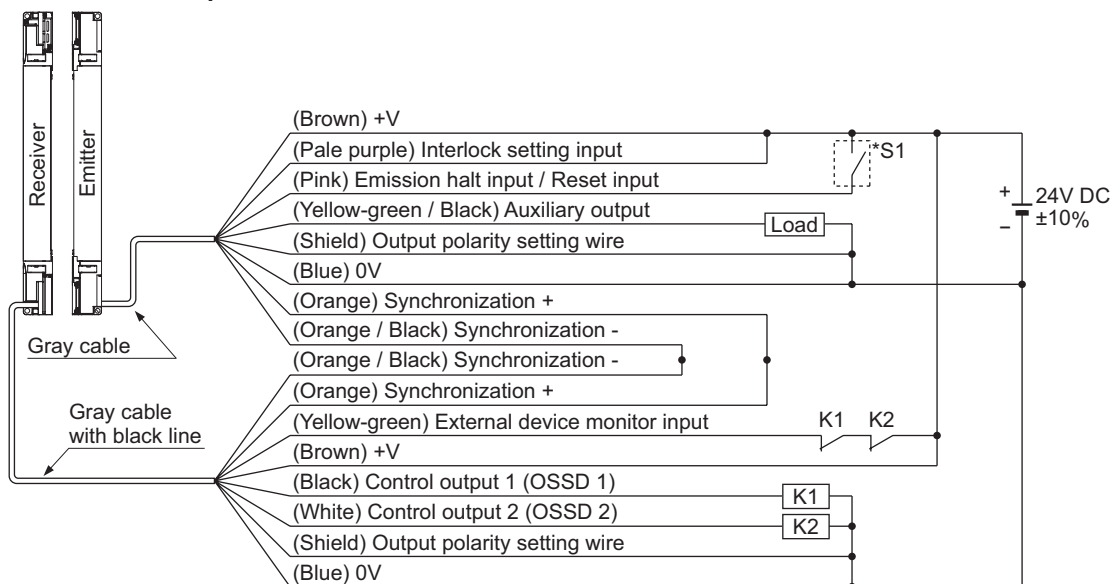 Receiver
Emitter
(Brown) +V
(Pale purple) Interlock setting input
*S1
(Pink) Emission halt input / Reset input
+
24V DC
±10%
−
(Yellow-green / Black) Auxiliary output
Load
(Shield) Output polarity setting wire
(Blue) 0V
(Orange) Synchronization +
(Orange / Black) Synchronization -
Gray cable
(Orange / Black) Synchronization -
(Orange) Synchronization +
Gray cable
with black line
(Yellow-green) External device monitor input
K1
K2
(Brown) +V
(Black) Control output 1 (OSSD 1)
K1
(White) Control output 2 (OSSD 2)
K2
(Shield) Output polarity setting wire
(Blue) 0V